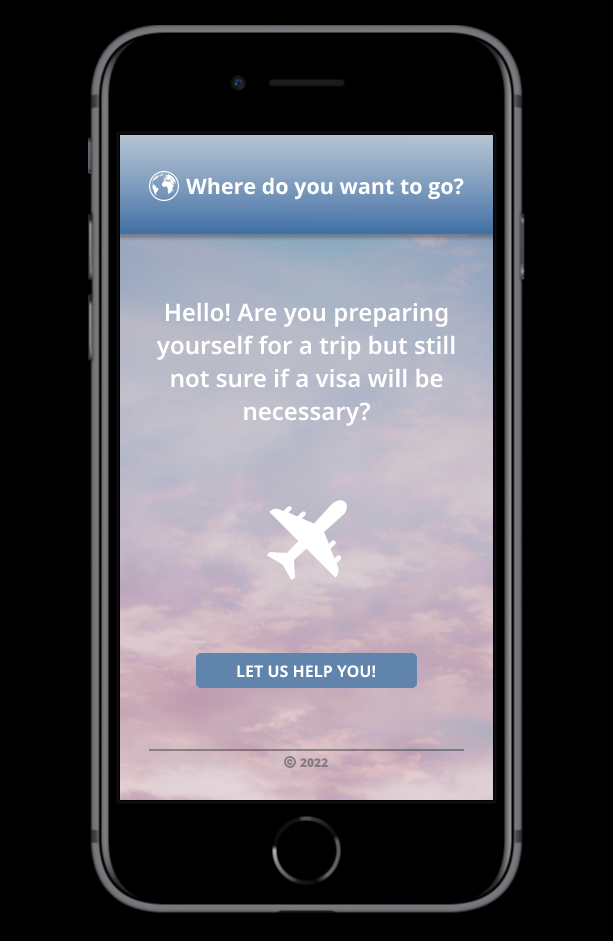 Where do you want to go?
Hello! Are you preparing
yourself for a trip but still
not sure if a visa will be
necessary?
LET US HELP YOU!
© 2022